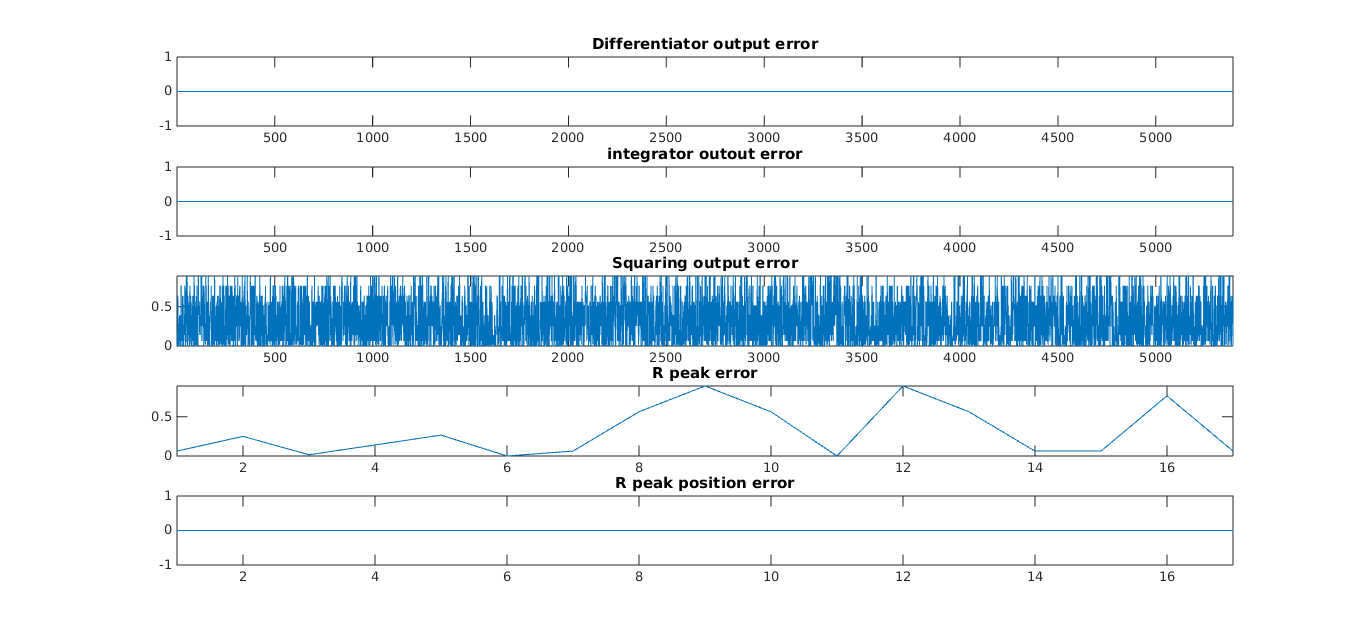 Differentiator output error
1
0
-1
500 1000 1500 2000 2500 3000 3500 4000 4500 5000
integrator outout error
1
0
-1
500 1000 1500 2000 2500 3000 3500 4000 4500 5000
Squaring output error
0.5
0
500 1000 1500 2000 2500 3000 3500 4000 4500 5000
R peak error
0.5
0
2 4 6 8 10 12 14 16
R peak position error
1
0
-1
2 4 6 8 10 12 14 16